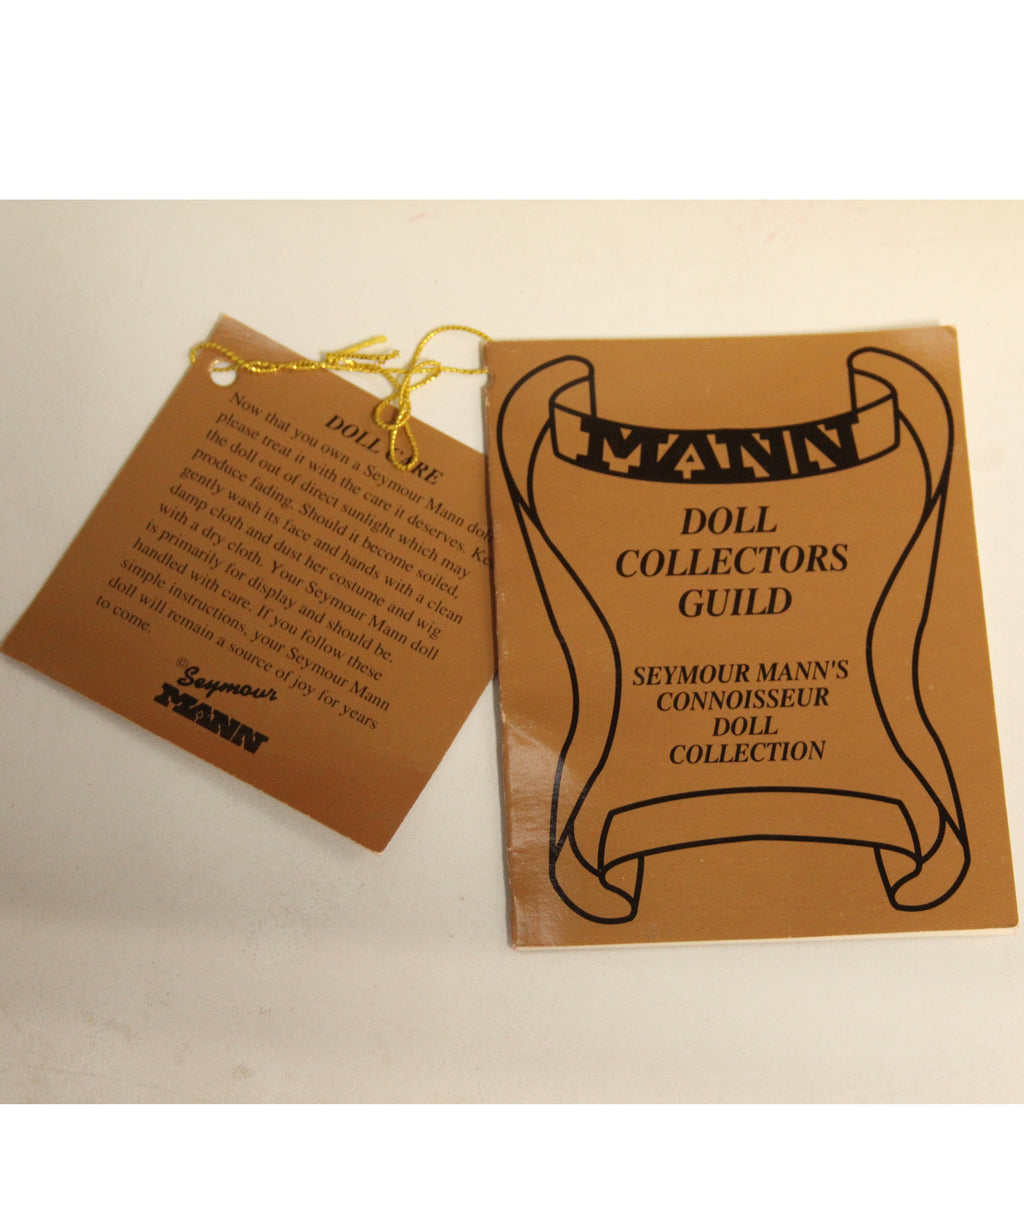 DOLL CARE
Now that you own a Seymour Mann doll
please treat it with the care it deserves.
the doll out of direct sunlight which may
produce fading. Should it become soiled,
gently wash its face and hands with a clean
damp cloth and dust her costume and wig
with a dry cloth. Your Seymour Mann doll
is primarily for display and should be.
handled with care. If you follow these
simple instructions, your Seymour Mann
doll will remain a source of joy for years
to come.
©Seymour
MANN
MANN
DOLL
COLLECTORS
GUILD
SEYMOUR MANN'S
CONNOISSEUR
DOLL
COLLECTION